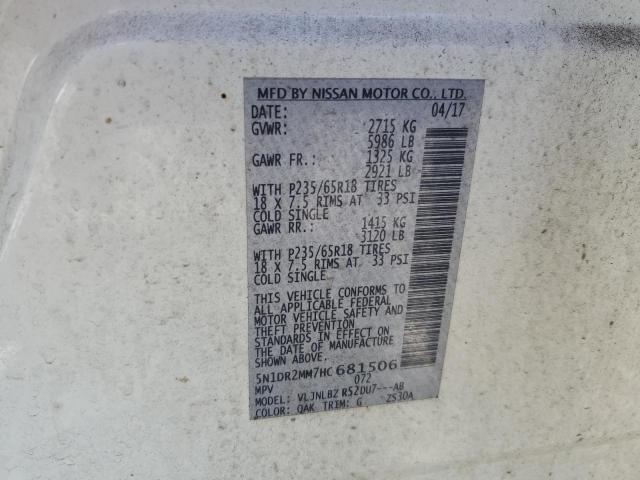 MFD BY NISSAN MOTOR CO., LTD.
DATE: 04/17
GVWR: 2715 KG
5986 LB
GAWR FR.: 1325 KG
2921 LB
WITH P235/65R18 TIRES
18 X 7.5 RIMS AT 33 PSI
COLD SINGLE
GAWR RR.: 1415 KG
3120 LB
WITH P235/65R18 TIRES
18 X 7.5 RIMS AT 33 PSI
COLD SINGLE
THIS VEHICLE CONFORMS TO
ALL APPLICABLE FEDERAL
MOTOR VEHICLE SAFETY AND
THEFT PREVENTION
STANDARDS IN EFFECT ON
THE DATE OF MANUFACTURE
SHOWN ABOVE.
5N1DR2MM7HC681506
MPV 072
MODEL: VLJNLBZ R52DU7---AB
COLOR: QAK TRIM: G ZS30A